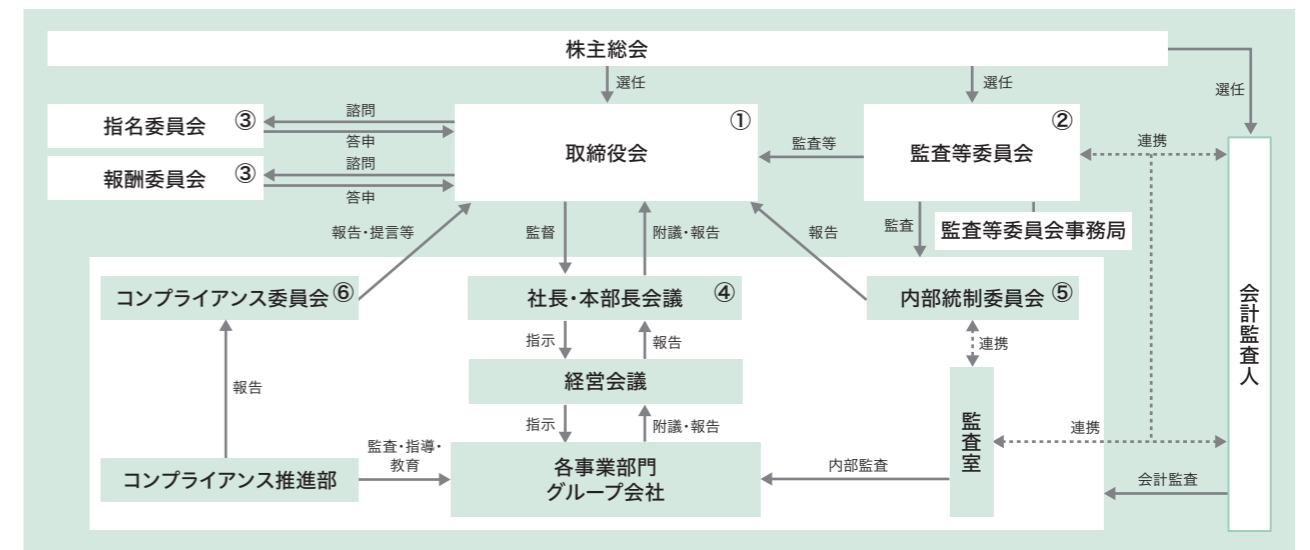 株主総会
選任
選任
選任
指名委員会 ③
諮問
答申
報酬委員会 ③
諮問
答申
取締役会 ①
監査等
監査等委員会 ②
連携
報告・提言等
監督
附議・報告
報告
監査
監査等委員会事務局
コンプライアンス委員会 ⑥
社長・本部長会議 ④
内部統制委員会 ⑤
会計監査人
指示
報告
連携
報告
経営会議
監査室
指示
附議・報告
連携
監査・指導・
教育
コンプライアンス推進部
各事業部門
グループ会社
内部監査
会計監査